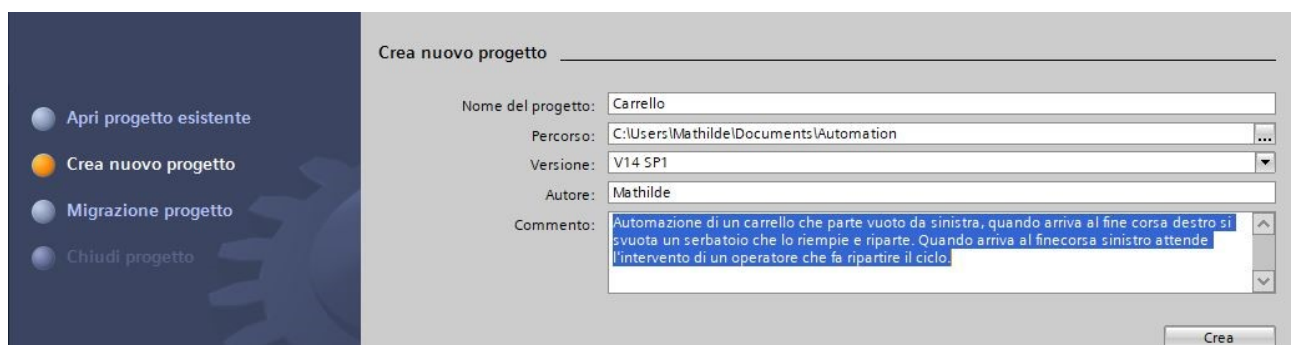 Crea nuovo progetto
Apri progetto esistente
Crea nuovo progetto
Migrazione progetto
Chiudi progetto
Nome del progetto: Carrello
Percorso: C:\Users\Mathilde\Documents\Automation ...
Versione: V14 SP1
Autore: Mathilde
Commento: Automazione di un carrello che parte vuoto da sinistra, quando arriva al fine corsa destro si
svuota un serbatoio che lo riempie e riparte. Quando arriva al finecorsa sinistro attende
l'intervento di un operatore che fa ripartire il ciclo.
Crea